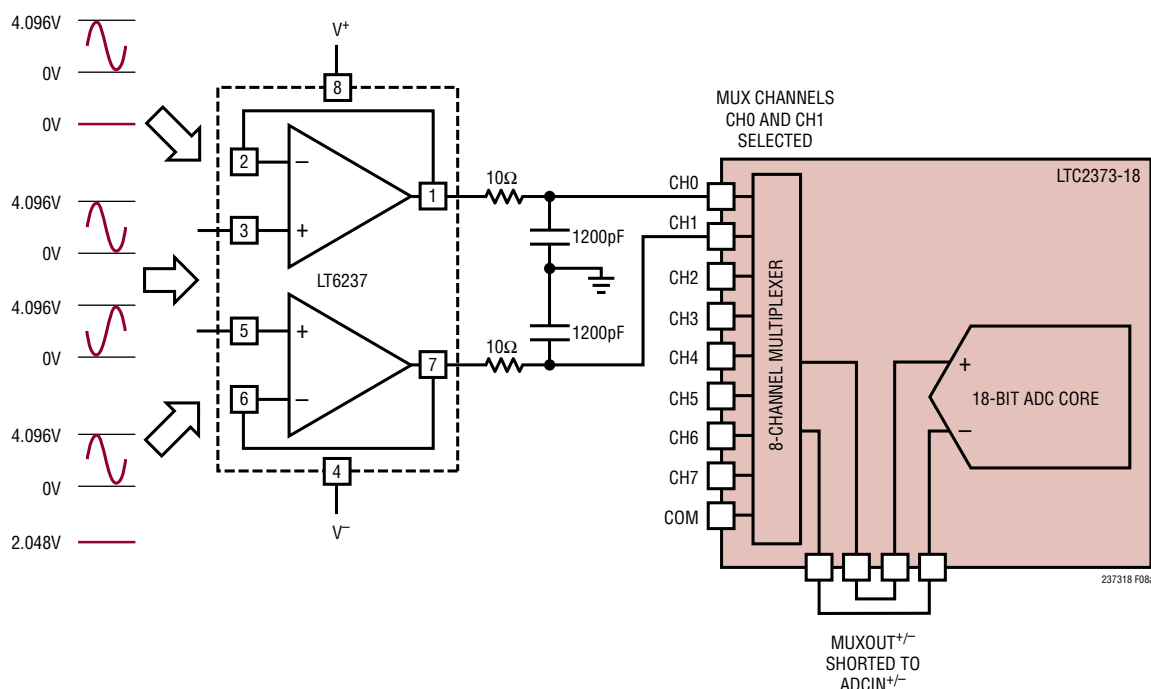 4.096V
0V
0V
4.096V
0V
4.096V
0V
4.096V
0V
2.048V
V+
8
2
−
3
+
1
LT6237
5
+
6
−
7
4
V−
10Ω
1200pF
1200pF
10Ω
MUX CHANNELS
CH0 AND CH1
SELECTED
CH0
CH1
CH2
CH3
CH4
CH5
CH6
CH7
COM
8-CHANNEL MULTIPLEXER
LTC2373-18
+
18-BIT ADC CORE
−
237318 F08a
MUXOUT+/−
SHORTED TO
ADCIN+/−